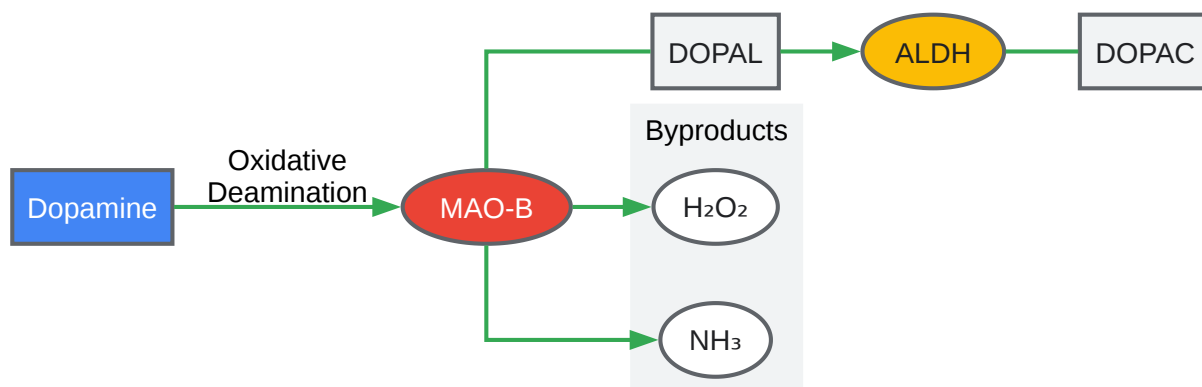 DOPAL
ALDH
DOPAC
Byproducts
Oxidative
Deamination
Dopamine
MAO-B
H₂O₂
NH₃